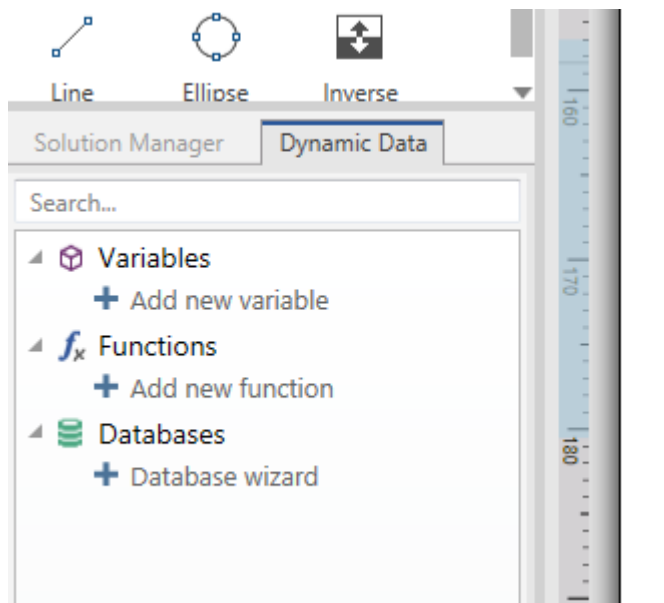 Line Ellipse Inverse
Solution Manager Dynamic Data
Search...
Variables
Add new variable
fx Functions
Add new function
Databases
Database wizard
160
170
180